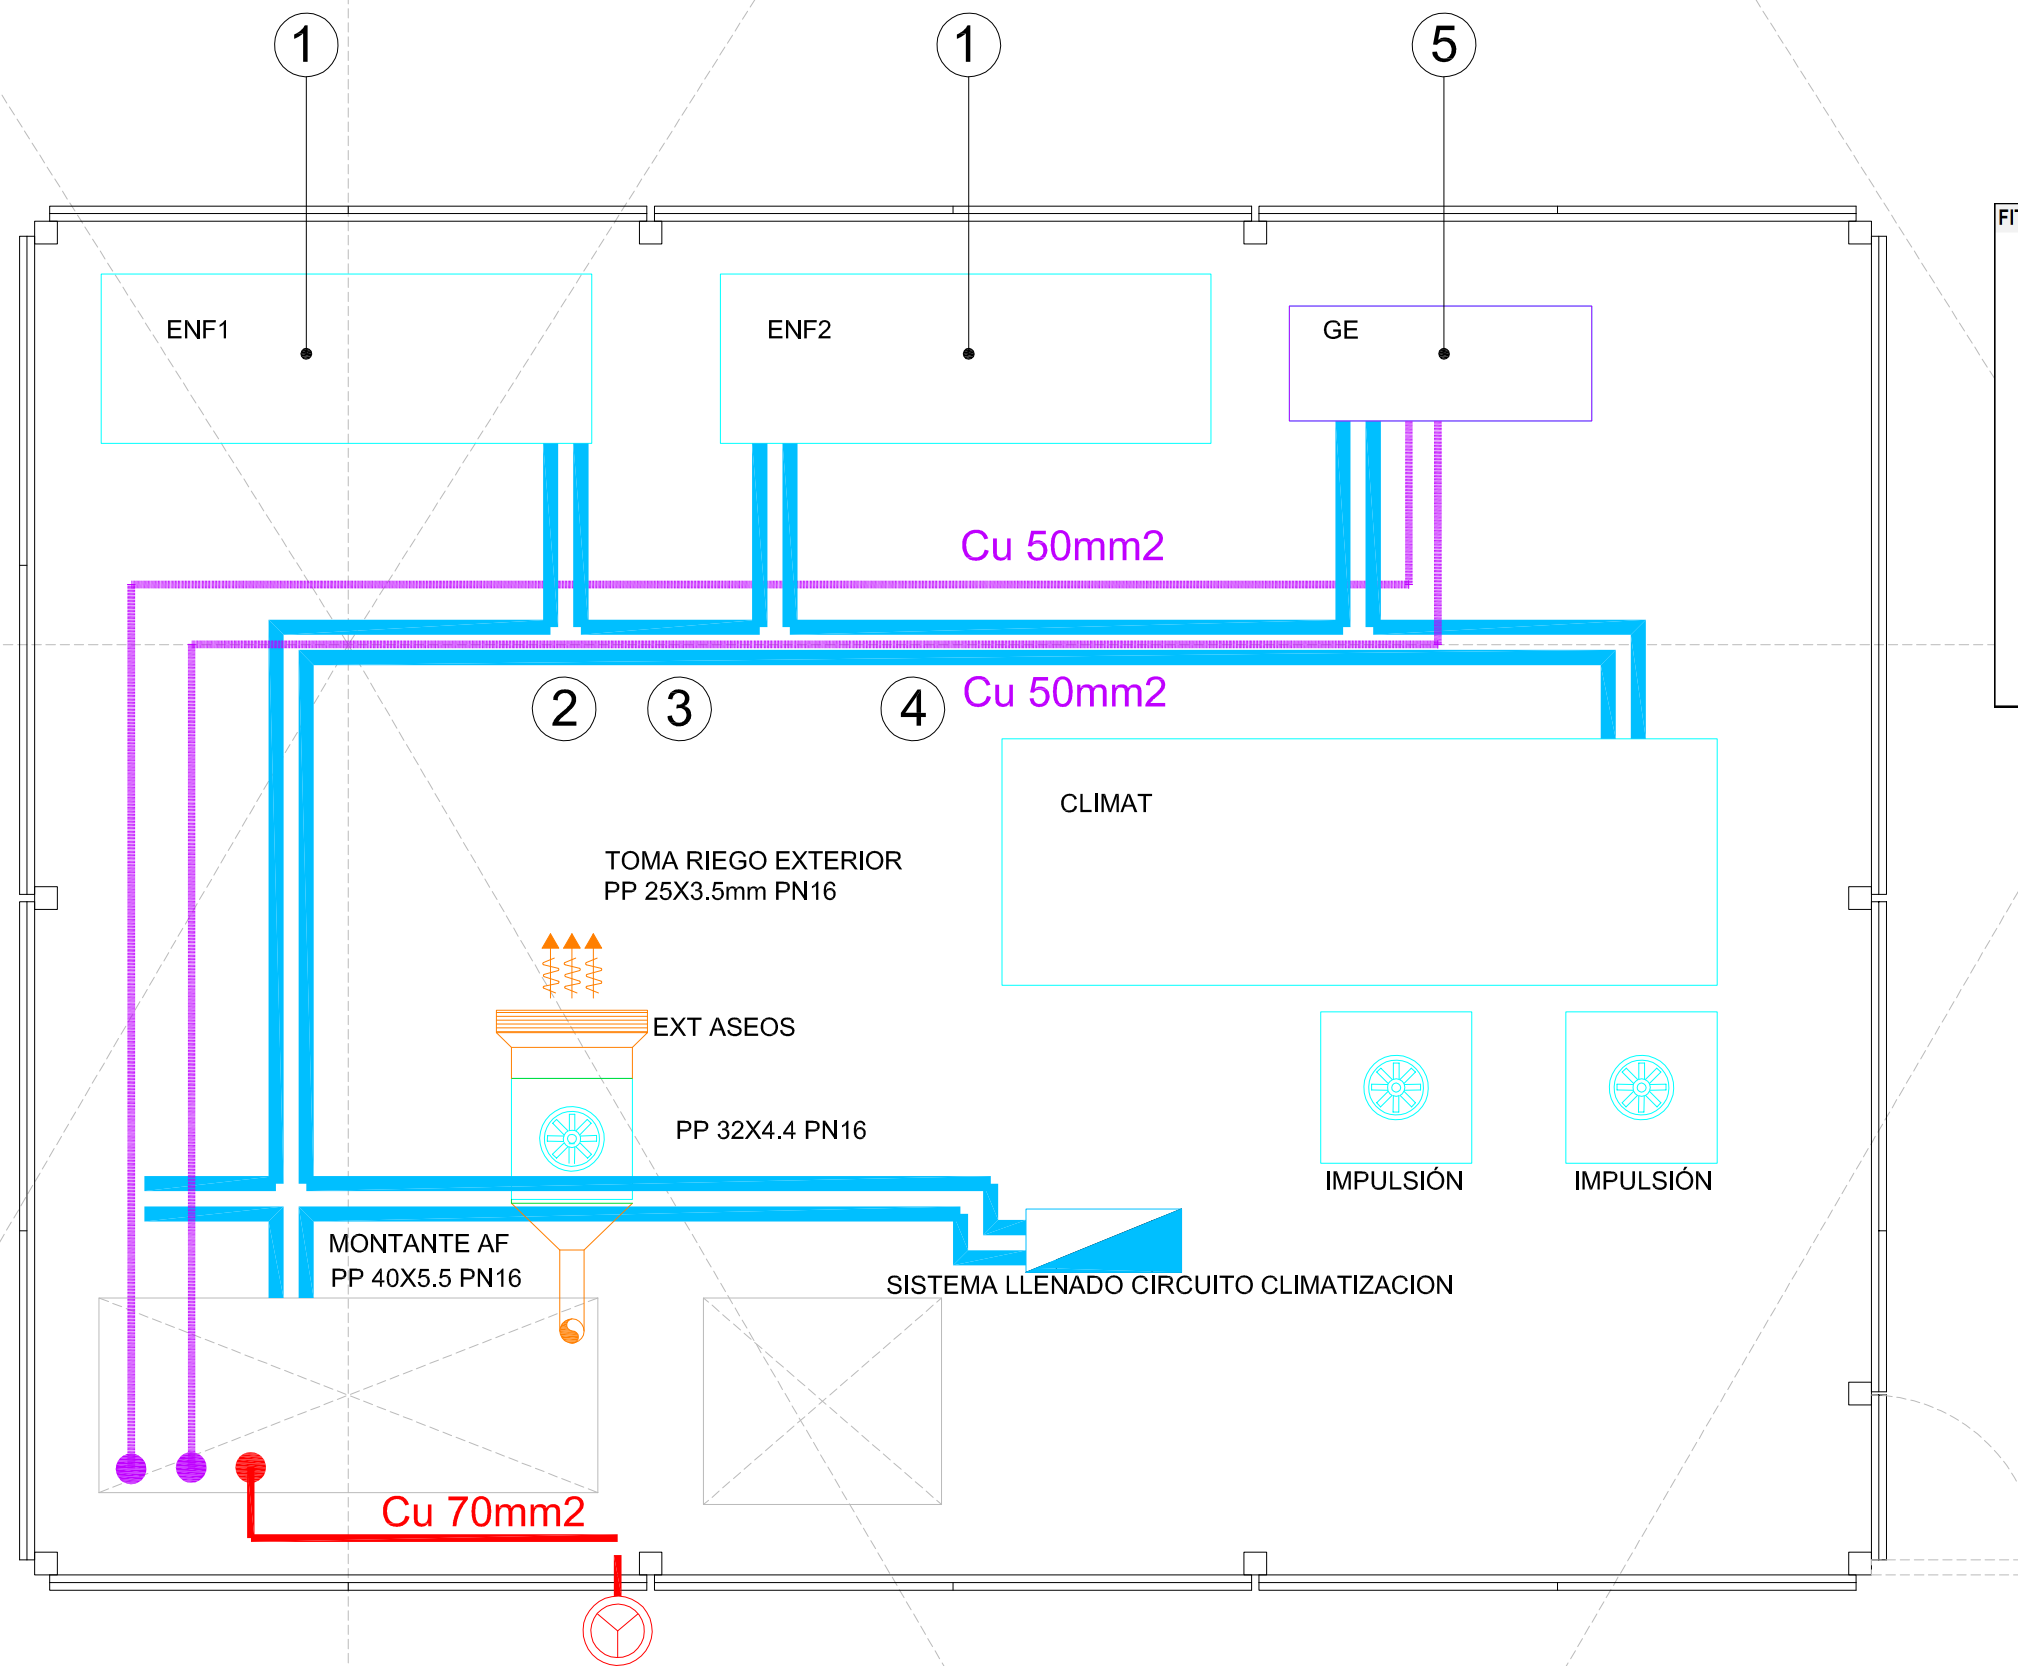 1
1
5
FIT
ENF1
ENF2
GE
Cu 50mm2
2
3
4
Cu 50mm2
CLIMAT
TOMA RIEGO EXTERIOR
PP 25X3.5mm PN16
EXT ASEOS
PP 32X4.4 PN16
IMPULSIÓN
IMPULSIÓN
MONTANTE AF
PP 40X5.5 PN16
SISTEMA LLENADO CIRCUITO CLIMATIZACION
Cu 70mm2